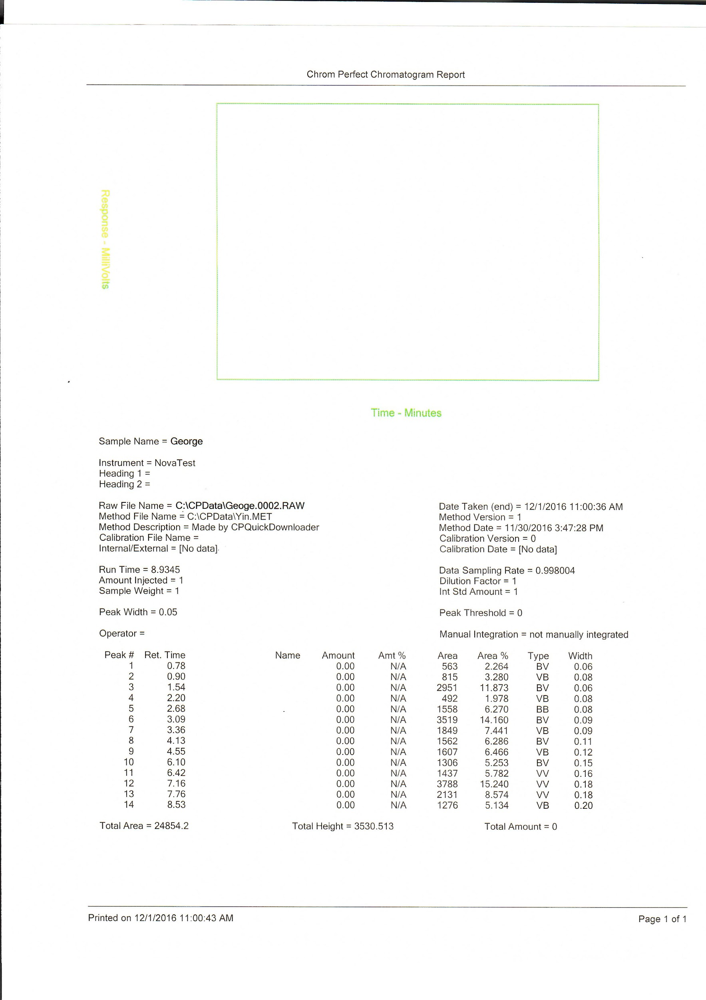 Chrom Perfect Chromatogram Report
Response - MilliVolts
Time - Minutes
Sample Name = George
Instrument = NovaTest
Heading 1 =
Heading 2 =
Raw File Name = C:\CPData\Geoge.0002.RAW Date Taken (end) = 12/1/2016 11:00:36 AM
Method File Name = C:\CPData\Yin.MET Method Version = 1
Method Description = Made by CPQuickDownloader Method Date = 11/30/2016 3:47:28 PM
Calibration File Name = Calibration Version = 0
Internal/External = [No data] Calibration Date = [No data]
Run Time = 8.9345 Data Sampling Rate = 0.998004
Amount Injected = 1 Dilution Factor = 1
Sample Weight = 1 Int Std Amount = 1
Peak Width = 0.05 Peak Threshold = 0
Operator = Manual Integration = not manually integrated
Peak # Ret. Time Name Amount Amt % Area Area % Type Width
1 0.78 0.00 N/A 563 2.264 BV 0.06
2 0.90 0.00 N/A 815 3.280 VB 0.08
3 1.54 0.00 N/A 2951 11.873 BV 0.06
4 2.20 0.00 N/A 492 1.978 VB 0.08
5 2.68 0.00 N/A 1558 6.270 BB 0.08
6 3.09 0.00 N/A 3519 14.160 BV 0.09
7 3.36 0.00 N/A 1849 7.441 VB 0.09
8 4.13 0.00 N/A 1562 6.286 BV 0.11
9 4.55 0.00 N/A 1607 6.466 VB 0.12
10 6.10 0.00 N/A 1306 5.253 BV 0.15
11 6.42 0.00 N/A 1437 5.782 VV 0.16
12 7.16 0.00 N/A 3788 15.240 VV 0.18
13 7.76 0.00 N/A 2131 8.574 VV 0.18
14 8.53 0.00 N/A 1276 5.134 VB 0.20
Total Area = 24854.2 Total Height = 3530.513 Total Amount = 0
Printed on 12/1/2016 11:00:43 AM Page 1 of 1